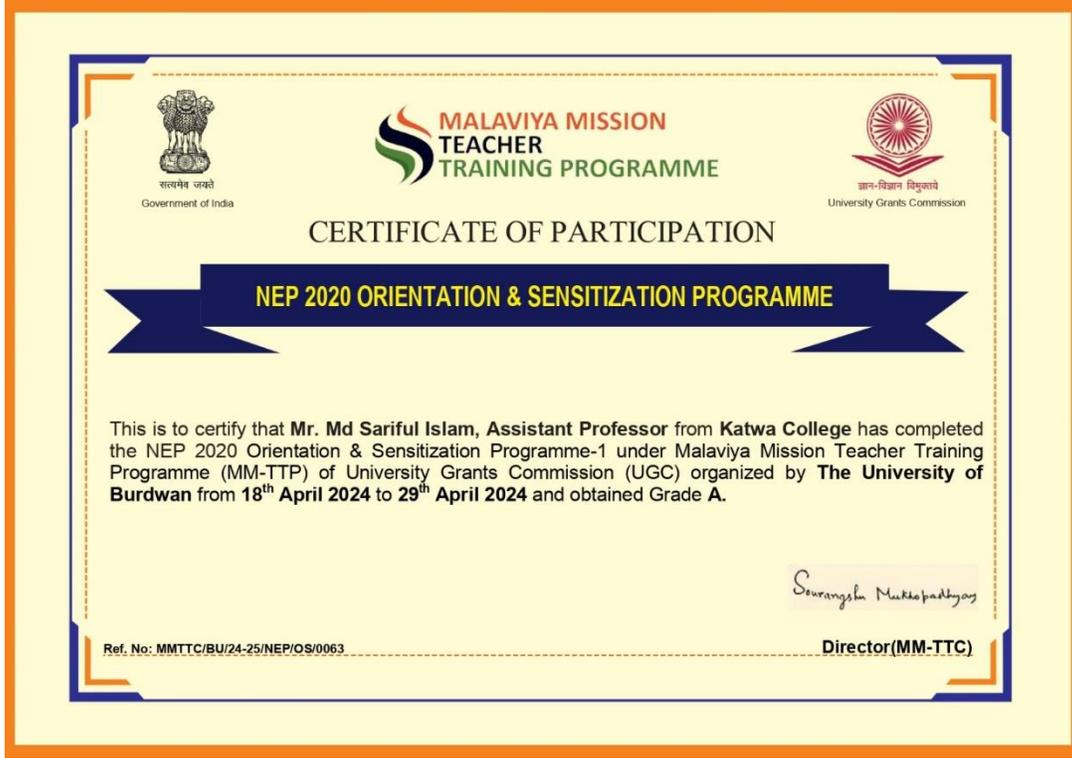 MALAVIYA MISSION
TEACHER
TRAINING PROGRAMME
सत्यमेव जयते
Government of India
ज्ञान-विज्ञान विमुक्तये
University Grants Commission
CERTIFICATE OF PARTICIPATION
NEP 2020 ORIENTATION & SENSITIZATION PROGRAMME
This is to certify that Mr. Md Sariful Islam, Assistant Professor from Katwa College has completed
the NEP 2020 Orientation & Sensitization Programme-1 under Malaviya Mission Teacher Training
Programme (MM-TTP) of University Grants Commission (UGC) organized by The University of
Burdwan from 18th April 2024 to 29th April 2024 and obtained Grade A.
Sourangshu Mukhopadhyay
Ref. No: MMTTC/BU/24-25/NEP/OS/0063
Director(MM-TTC)